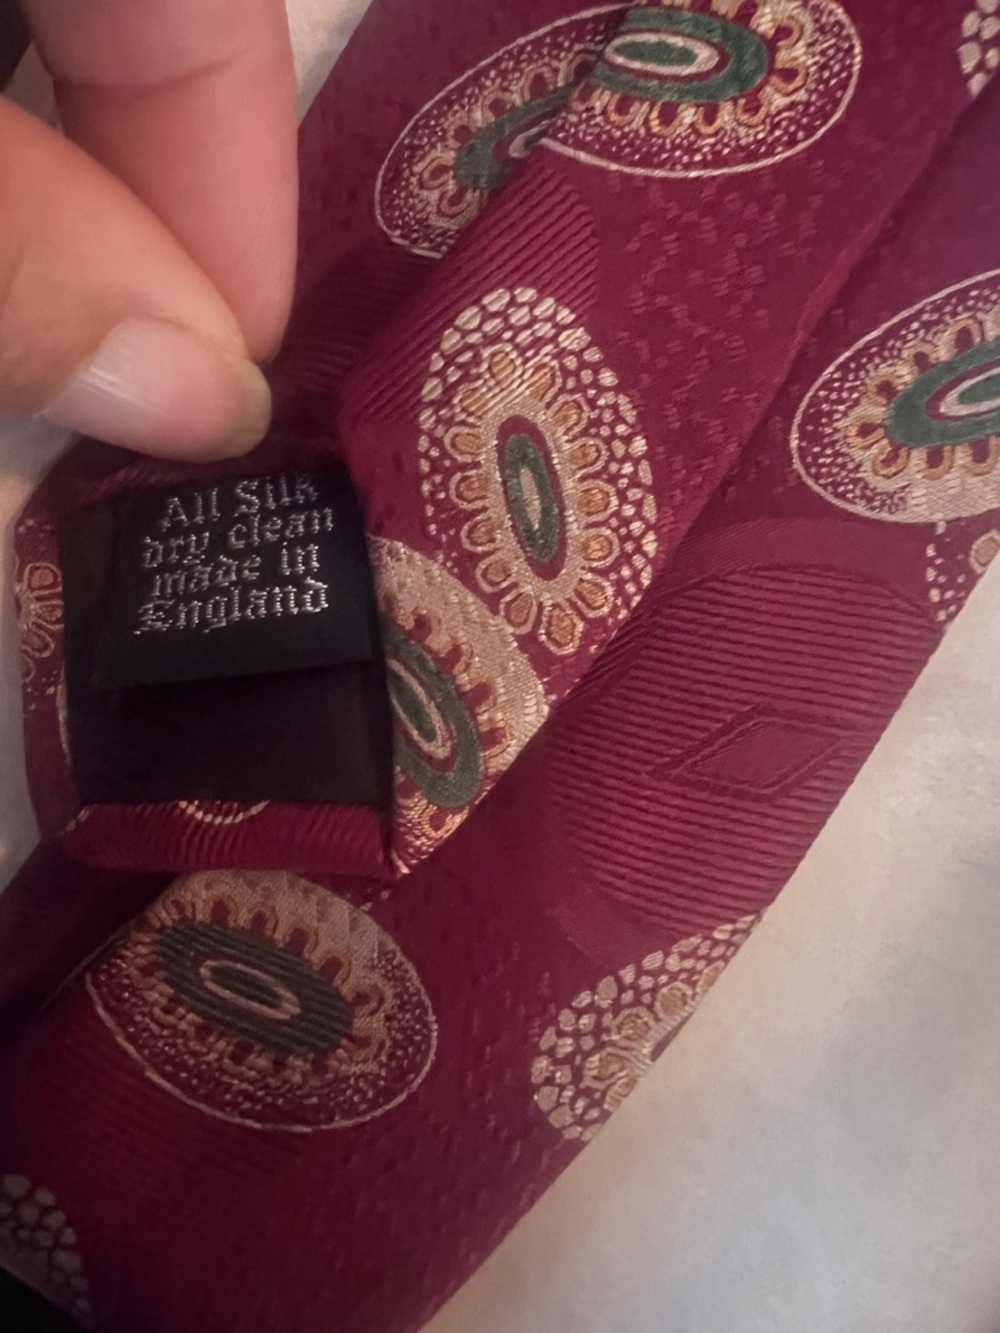 All Silk
dry clean
made in
England